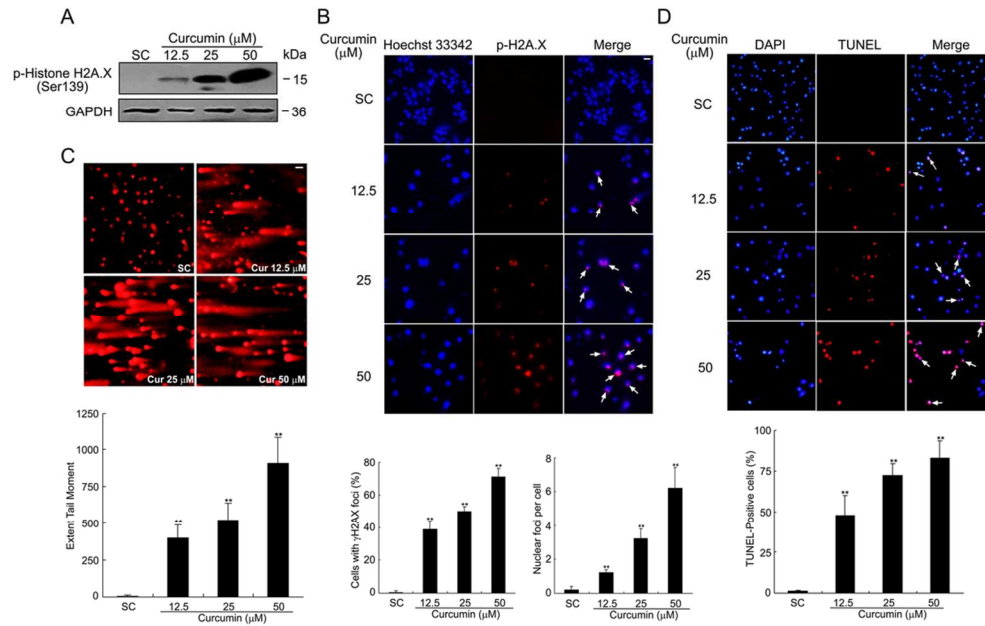 A
Curcumin (μM)
SC 12.5 25 50 kDa
p-Histone H2A.X
(Ser139)
15
GAPDH
36
B
Curcumin
(μM)
Hoechst 33342 p-H2A.X Merge
SC
12.5
25
50
Cells with γH2AX foci (%)
80
60
40
20
0
**
**
**
SC 12.5 25 50
Curcumin (μM)
Nuclear foci per cell
8
6
4
2
0
**
**
**
SC 12.5 25 50
Curcumin (μM)
C
SC
Cur 12.5 μM
Cur 25 μM
Cur 50 μM
Extent Tail Moment
1250
1000
750
500
250
0
**
**
**
SC 12.5 25 50
Curcumin (μM)
D
Curcumin
(μM)
DAPI TUNEL Merge
SC
12.5
25
50
TUNEL-Positive cells (%)
100
75
50
25
0
**
**
**
SC 12.5 25 50
Curcumin (μM)